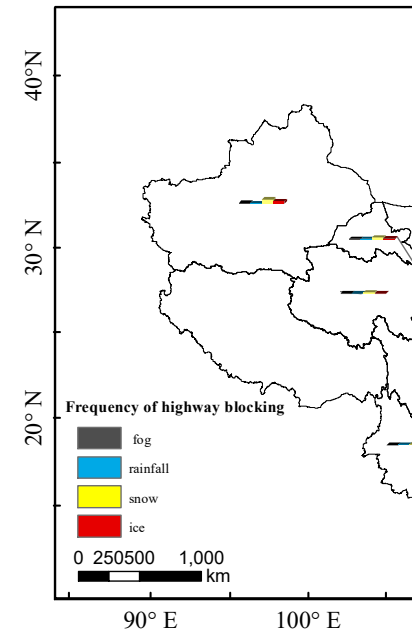 40°N
30° N
20° N
Frequency of highway blocking
fog
rainfall
snow
ice
0 250500 1,000
km
90° E 100° E